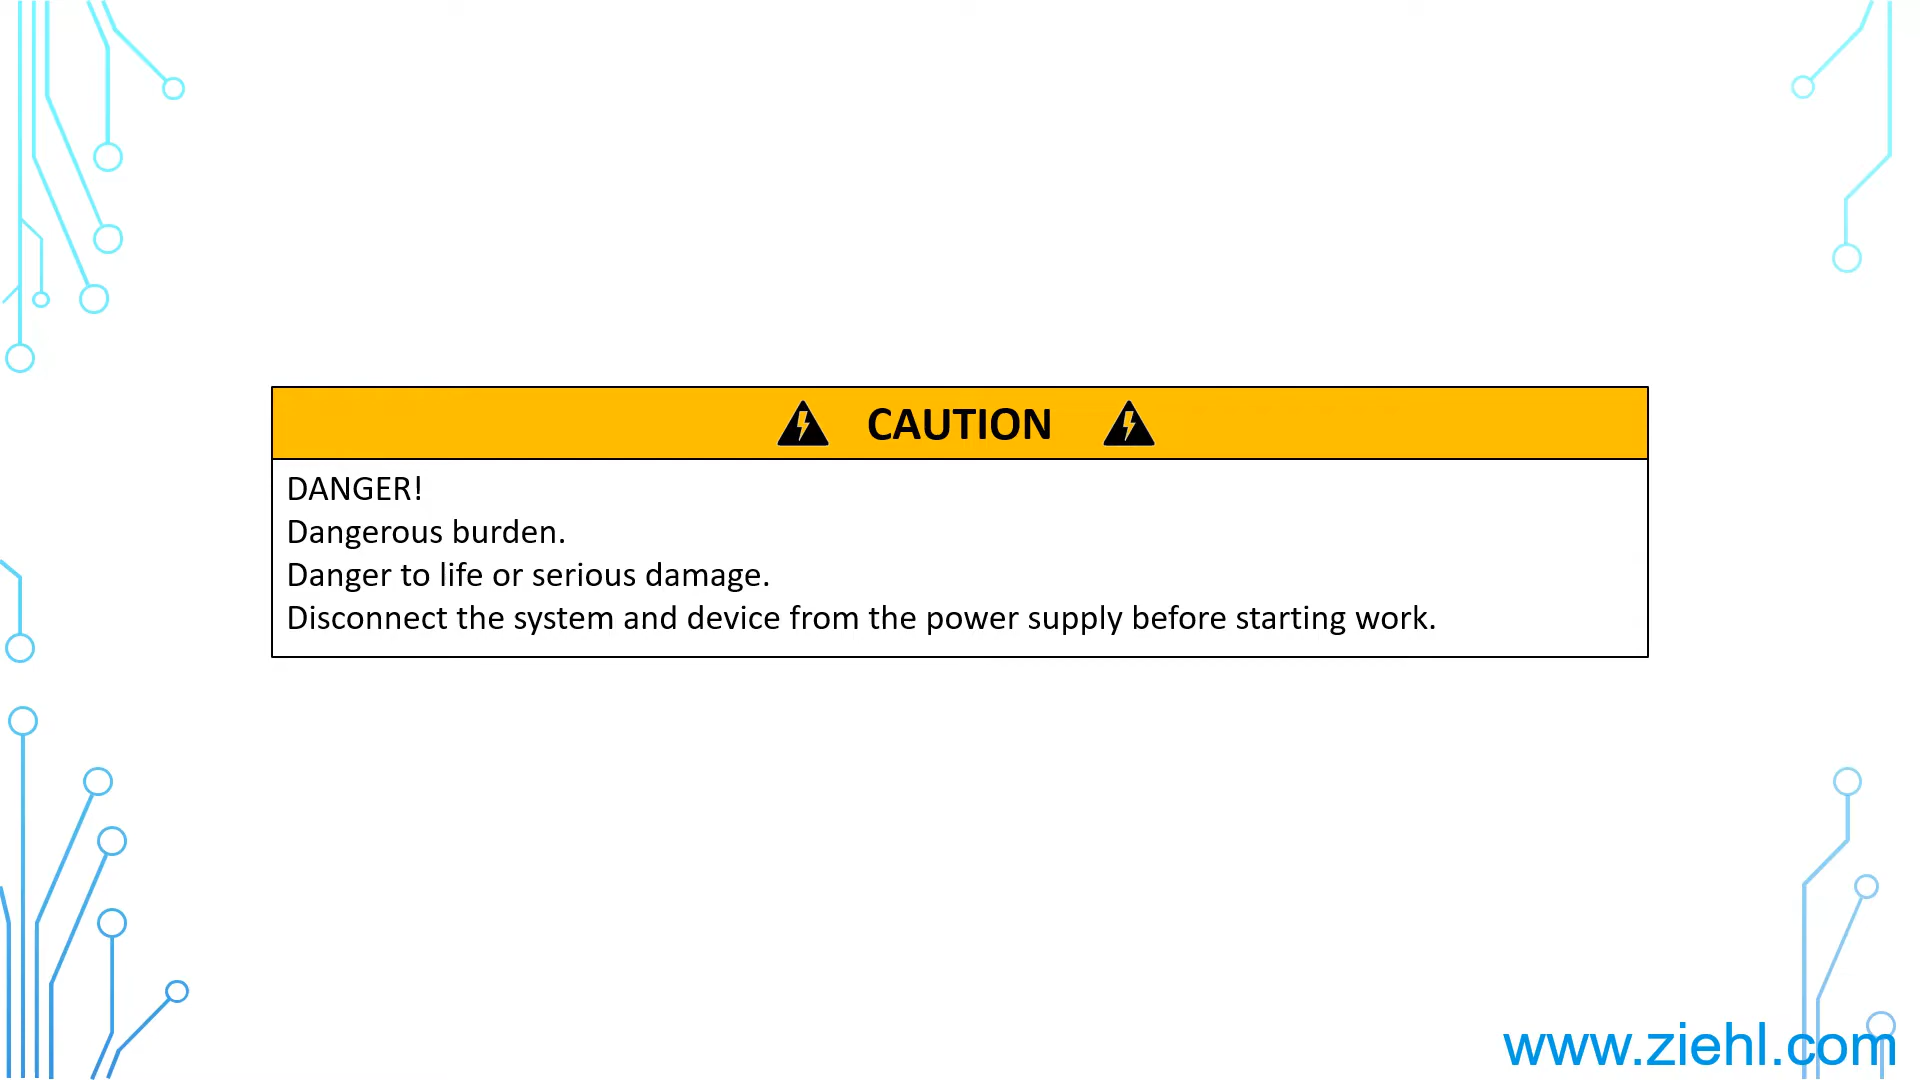 CAUTION
DANGER!
Dangerous burden.
Danger to life or serious damage.
Disconnect the system and device from the power supply before starting work.
www.ziehl.com